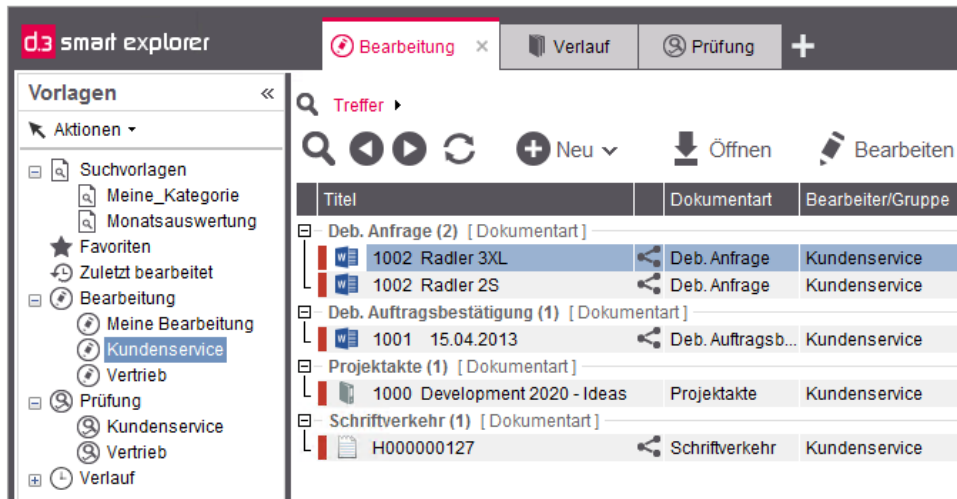 d.3 smart explorer
Bearbeitung × Verlauf Prüfung +
Vorlagen «
Aktionen
Suchvorlagen
Meine_Kategorie
Monatsauswertung
Favoriten
Zuletzt bearbeitet
Bearbeitung
Meine Bearbeitung
Kundenservice
Vertrieb
Prüfung
Kundenservice
Vertrieb
Verlauf
Treffer
Neu Öffnen Bearbeiten
Titel Dokumentart Bearbeiter/Gruppe
Deb. Anfrage (2) [ Dokumentart ]
W 1002 Radler 3XL Deb. Anfrage Kundenservice
W 1002 Radler 2S Deb. Anfrage Kundenservice
Deb. Auftragsbestätigung (1) [ Dokumentart ]
W 1001 15.04.2013 Deb. Auftragsb... Kundenservice
Projektakte (1) [ Dokumentart ]
1000 Development 2020 - Ideas Projektakte Kundenservice
Schriftverkehr (1) [ Dokumentart ]
H000000127 Schriftverkehr Kundenservice